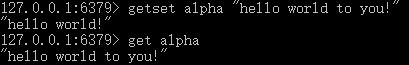 127.0.0.1:6379> getset alpha "hello world to you!"
"hello world!"
127.0.0.1:6379> get alpha
"hello world to you!"